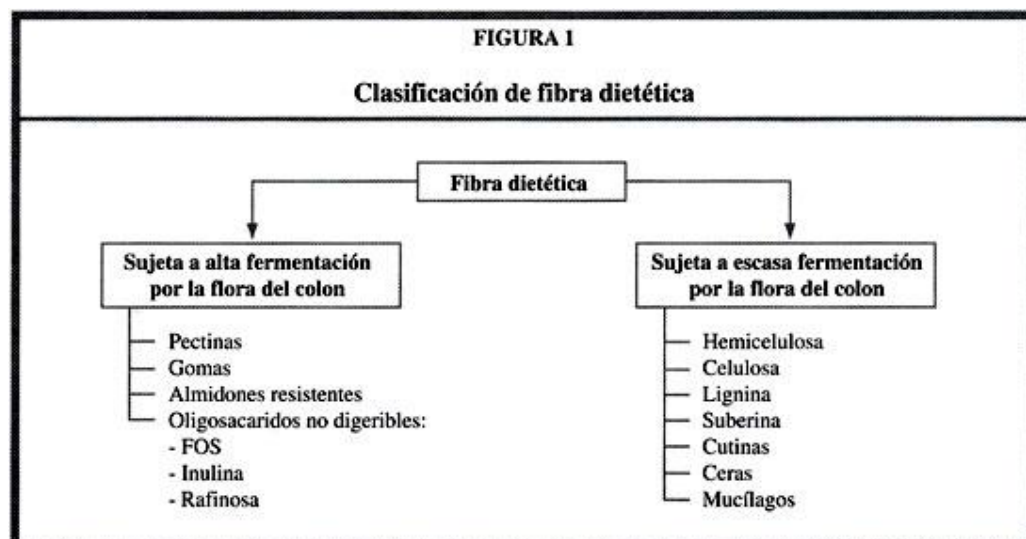 FIGURA 1
Clasificación de fibra dietética
Fibra dietética
Sujeta a alta fermentación
por la flora del colon
Pectinas
Gomas
Almidones resistentes
Oligosacaridos no digeribles:
- FOS
- Inulina
- Rafinosa
Sujeta a escasa fermentación
por la flora del colon
Hemicelulosa
Celulosa
Lignina
Suberina
Cutinas
Ceras
Mucílagos